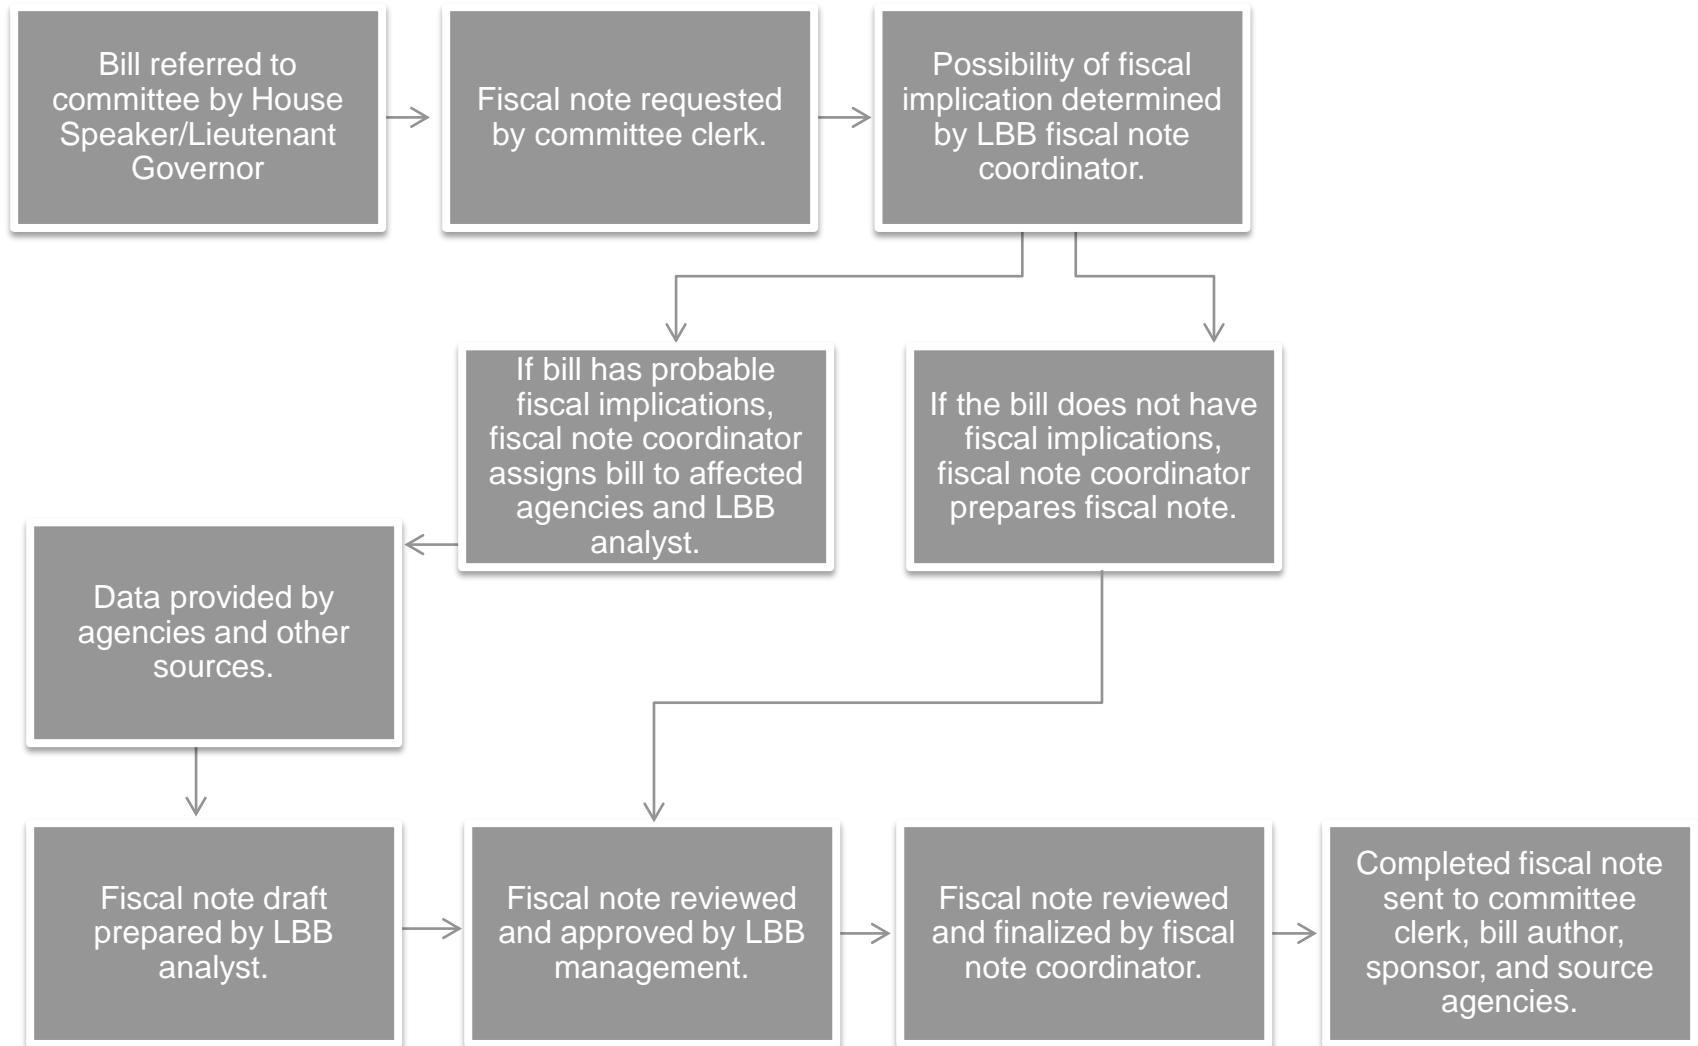 Bill referred to
committee by House
Speaker/Lieutenant
Governor
Fiscal note requested
by committee clerk.
Possibility of fiscal
implication determined
by LBB fiscal note
coordinator.
If bill has probable
fiscal implications,
fiscal note coordinator
assigns bill to affected
agencies and LBB
analyst.
If the bill does not have
fiscal implications,
fiscal note coordinator
prepares fiscal note.
Data provided by
agencies and other
sources.
Fiscal note draft
prepared by LBB
analyst.
Fiscal note reviewed
and approved by LBB
management.
Fiscal note reviewed
and finalized by fiscal
note coordinator.
Completed fiscal note
sent to committee
clerk, bill author,
sponsor, and source
agencies.